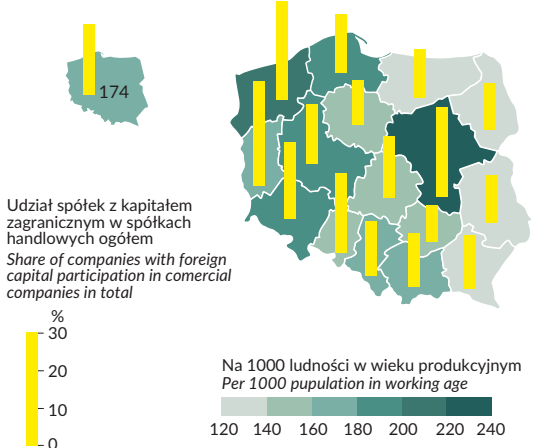 174
Udział spółek z kapitałem
zagranicznym w spółkach
handlowych ogółem
Share of companies with foreign
capital participation in comercial
companies in total
%
30
20
10
0
Na 1000 ludności w wieku produkcyjnym
Per 1000 pupulation in working age
120 140 160 180 200 220 240